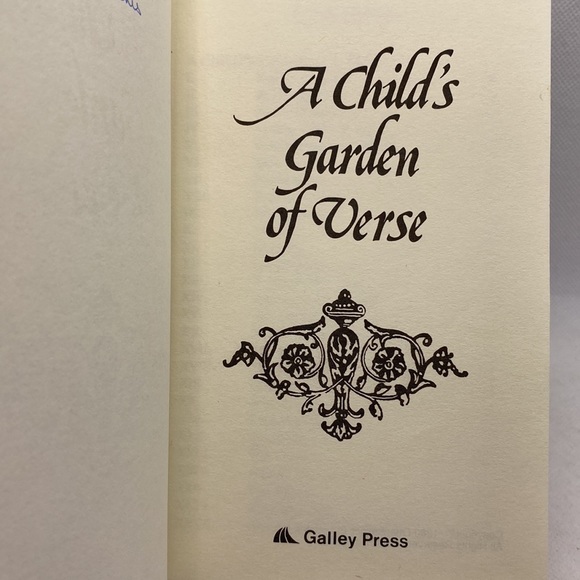 A Child's
Garden
of Verse
Galley Press